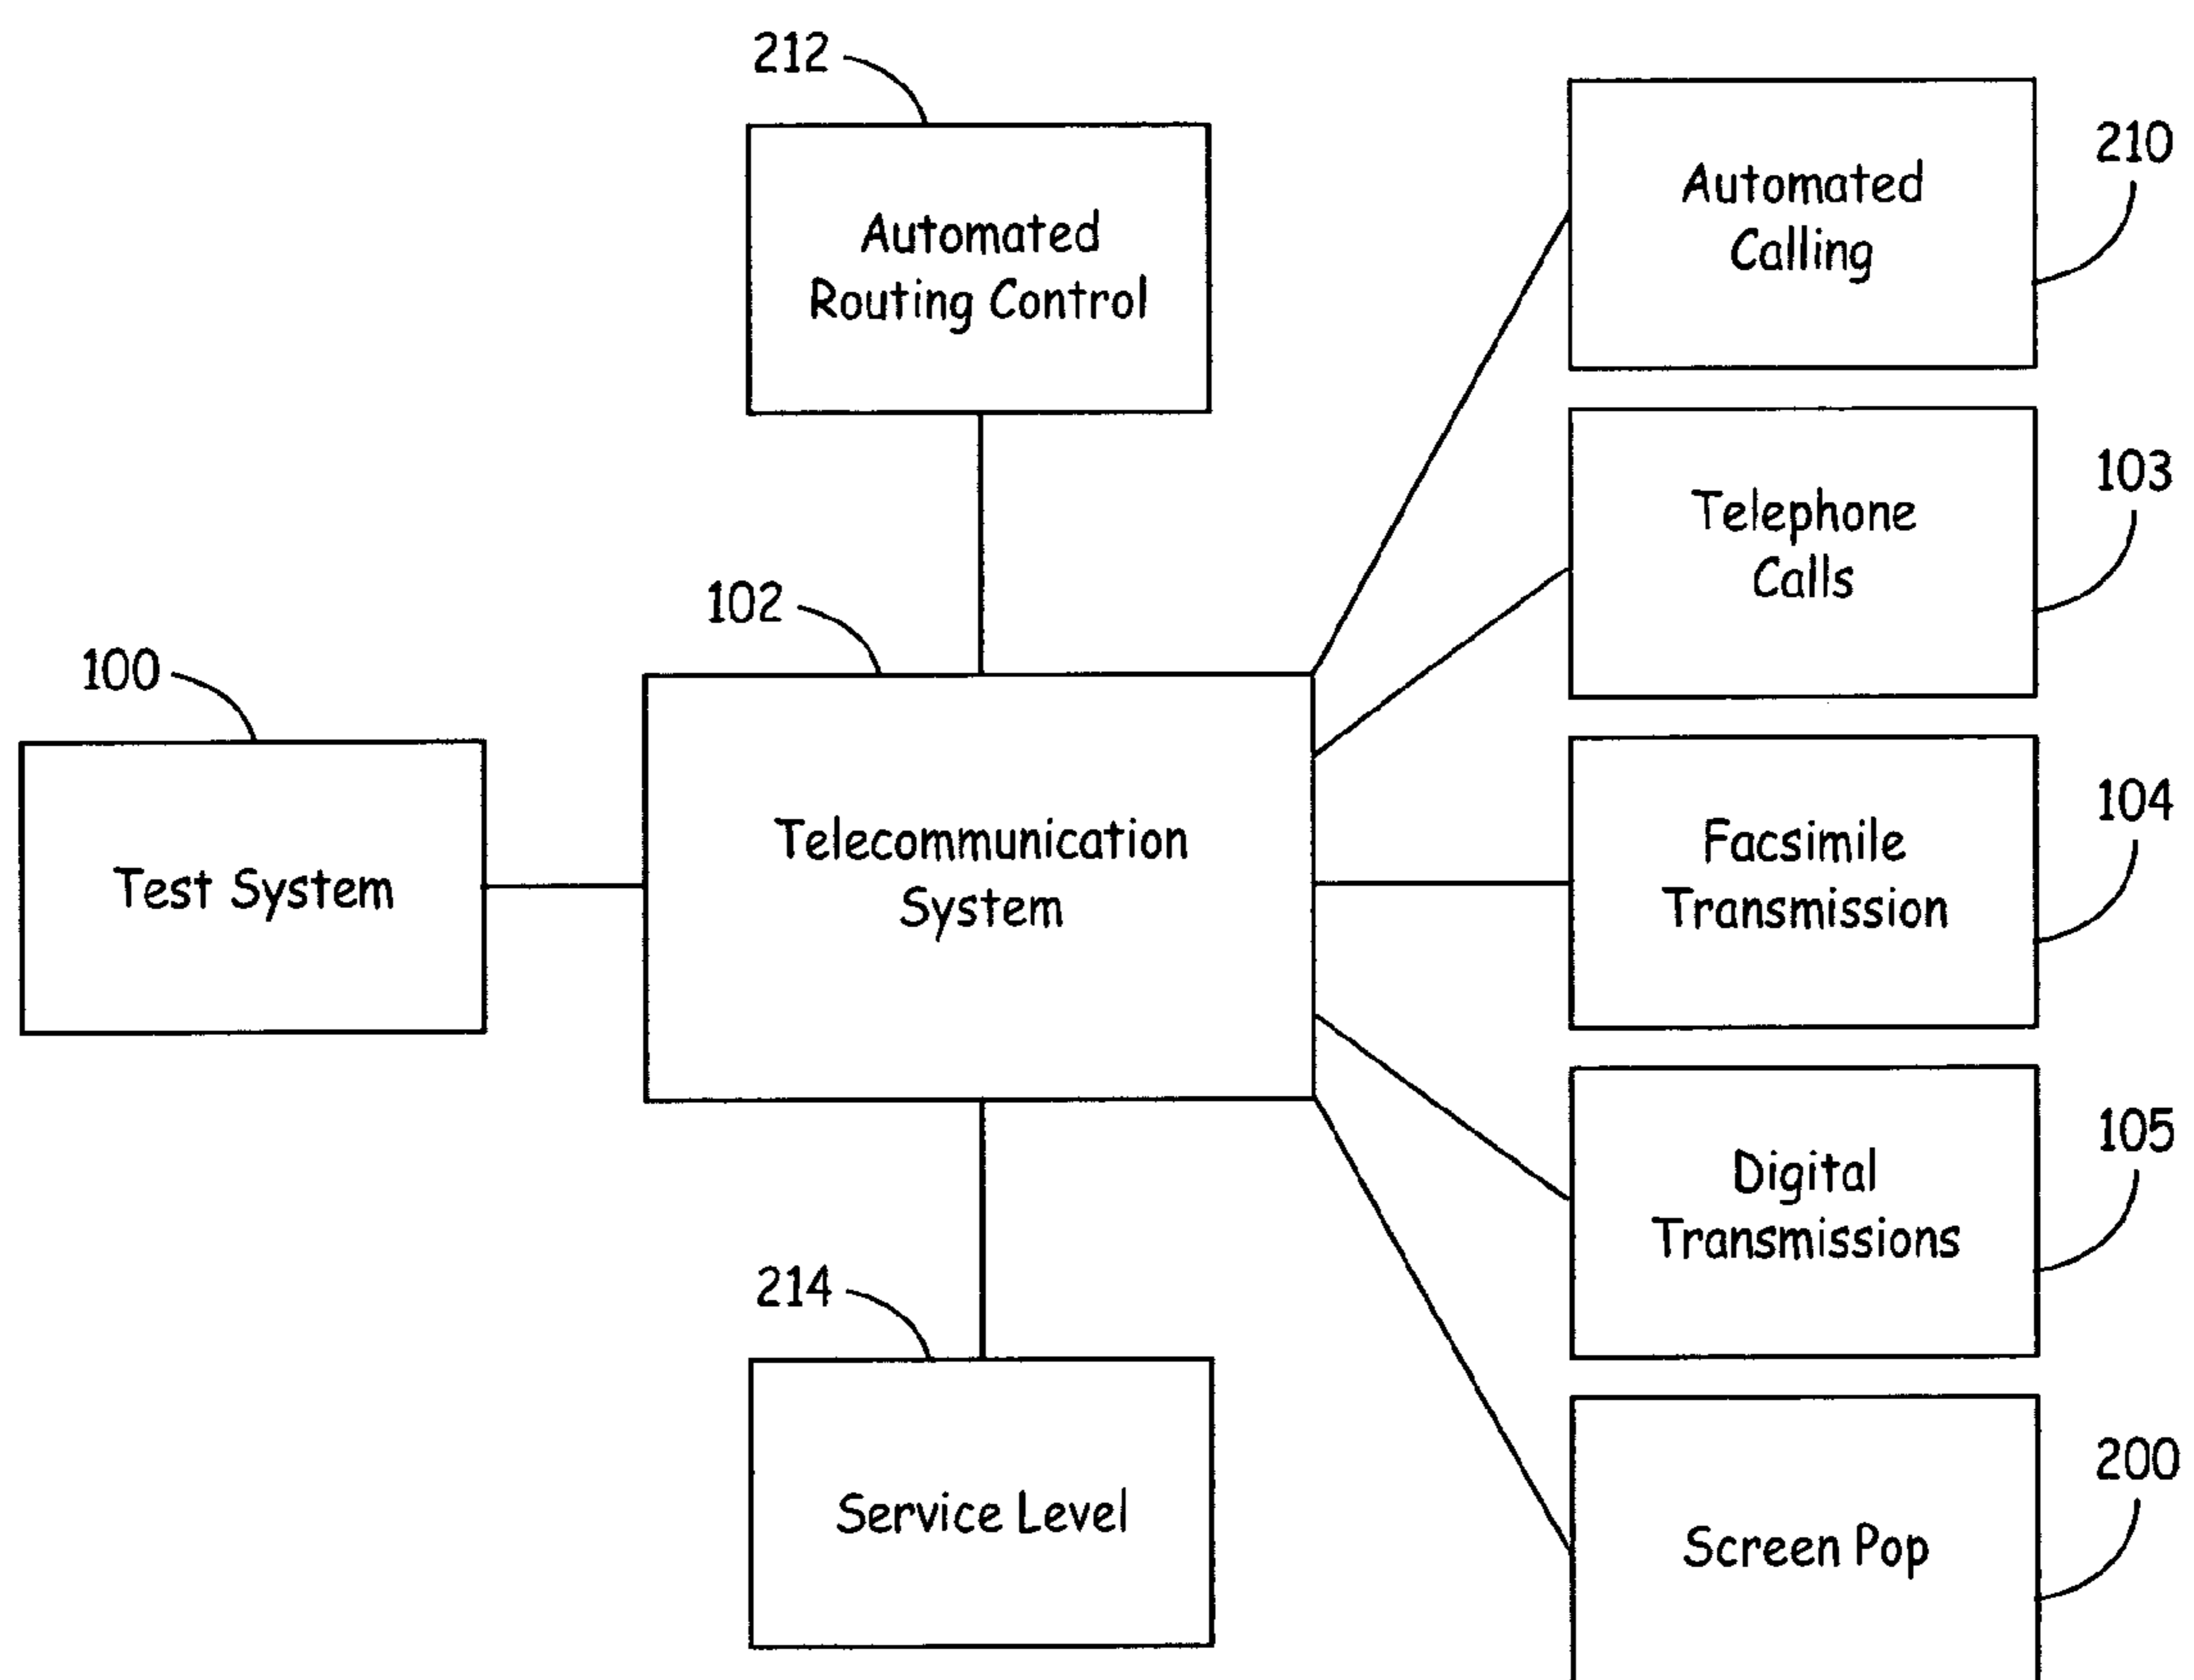 212
Automated
Routing Control
210
Automated
Calling
103
Telephone
Calls
102
Telecommunication
System
100
Test System
104
Facsimile
Transmission
105
Digital
Transmissions
214
Service Level
200
Screen Pop